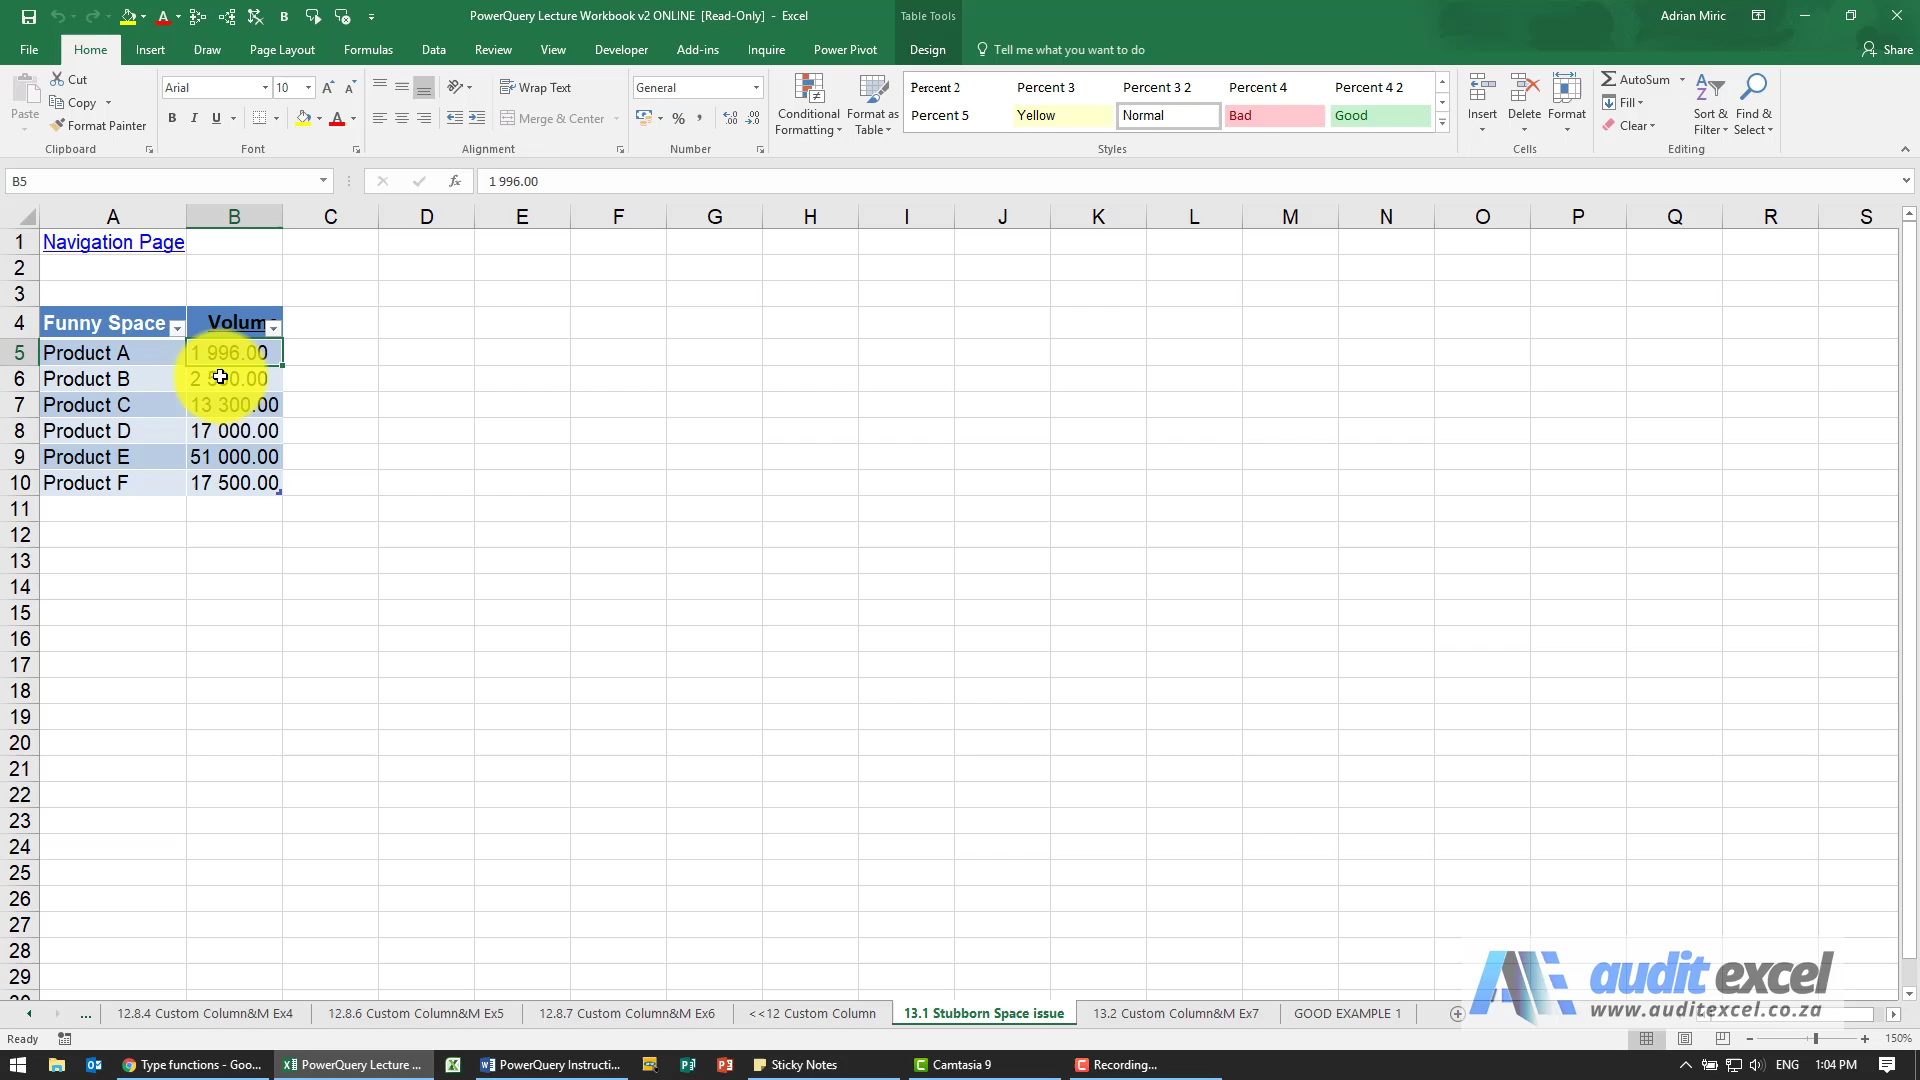 PowerQuery Lecture Workbook v2 ONLINE [Read-Only] - Excel
Table Tools
Adrian Miric
File Home Insert Draw Page Layout Formulas Data Review View Developer Add-ins Inquire Power Pivot Design Tell me what you want to do Share
Paste
Cut
Copy
Format Painter
Clipboard
Arial 10
B I U
Font
Wrap Text
Merge & Center
Alignment
General
%
Number
Conditional Formatting
Format as Table
Percent 2 Percent 3 Percent 3 2 Percent 4 Percent 4 2
Percent 5 Yellow Normal Bad Good
Styles
Insert Delete Format
Cells
AutoSum
Fill
Clear
Sort & Filter
Find & Select
Editing
B5 fx 1 996.00
A B C D E F G H I J K L M N O P Q R S
1 Navigation Page
2
3
4 Funny Space Volum
5 Product A 1 996.00
6 Product B
7 Product C 13 300.00
8 Product D 17 000.00
9 Product E 51 000.00
10 Product F 17 500.00
11
12
13
14
15
16
17
18
19
20
21
22
23
24
25
26
27
28
29
audit excel
www.auditexcel.co.za
... 12.8.4 Custom Column&M Ex4 12.8.6 Custom Column&M Ex5 12.8.7 Custom Column&M Ex6 <<12 Custom Column 13.1 Stubborn Space issue 13.2 Custom Column&M Ex7 GOOD EXAMPLE 1
Ready 150%
Type functions - Goo... PowerQuery Lecture ... PowerQuery Instructi... Sticky Notes Camtasia 9 Recording... ENG 1:04 PM